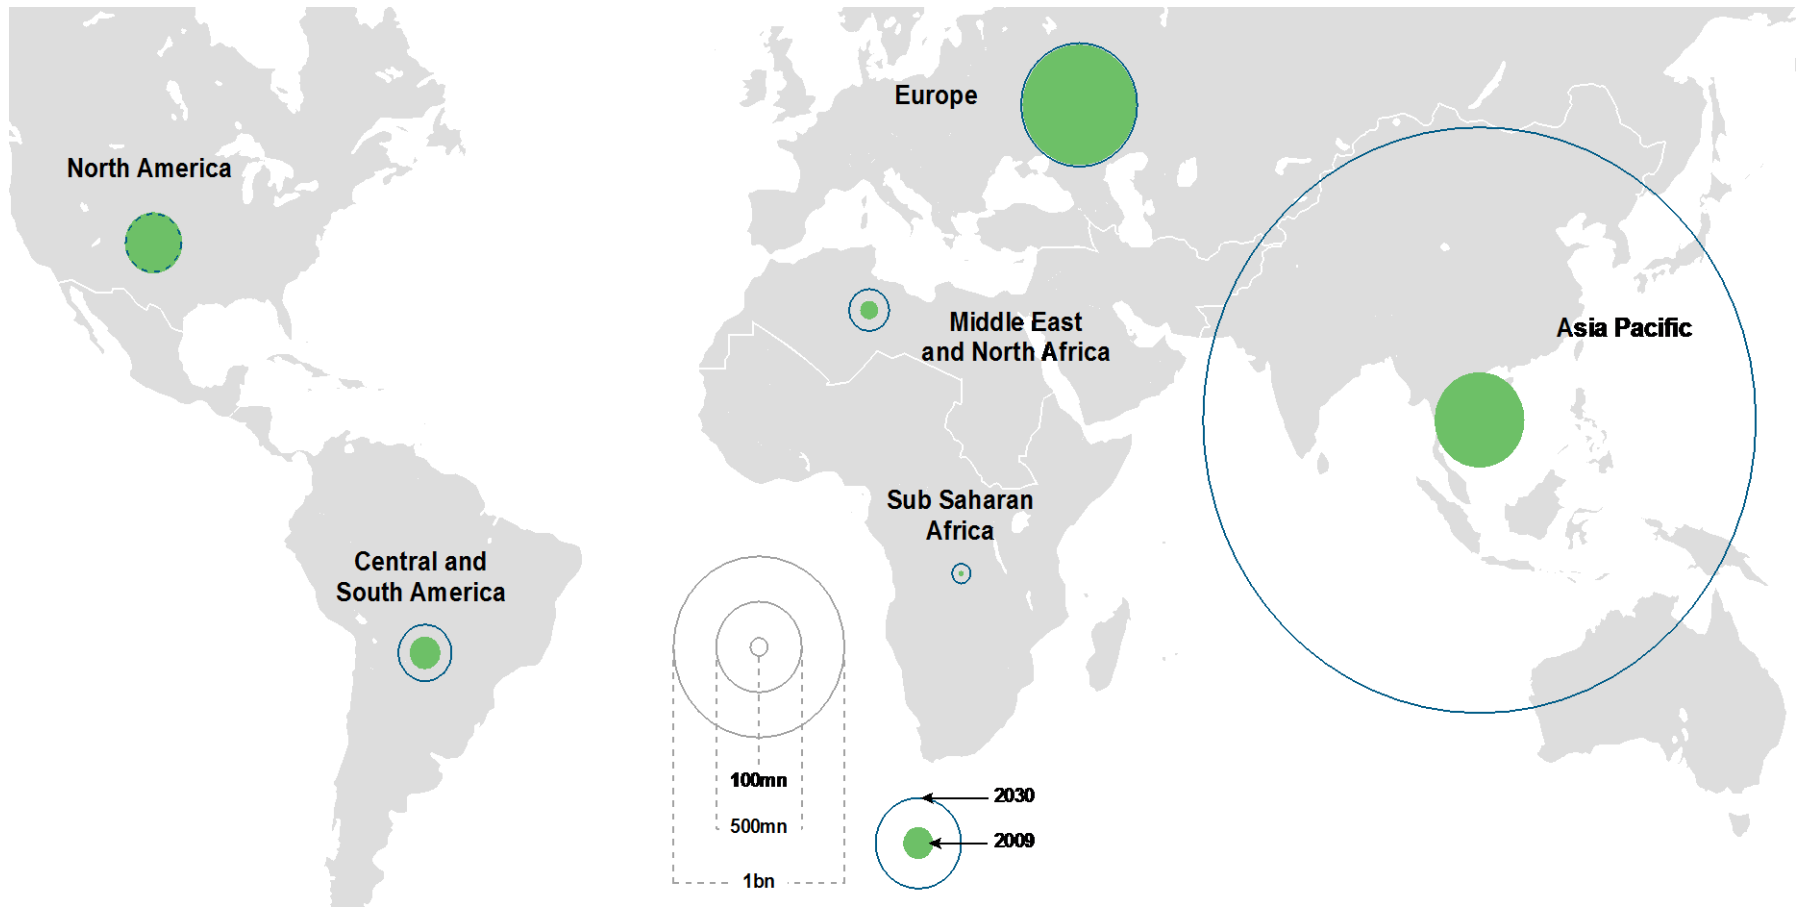 Europe
North America
Middle East
and North Africa
Asia Pacific
Sub Saharan
Africa
Central and
South America
100mn
500mn
1bn
2030
2009